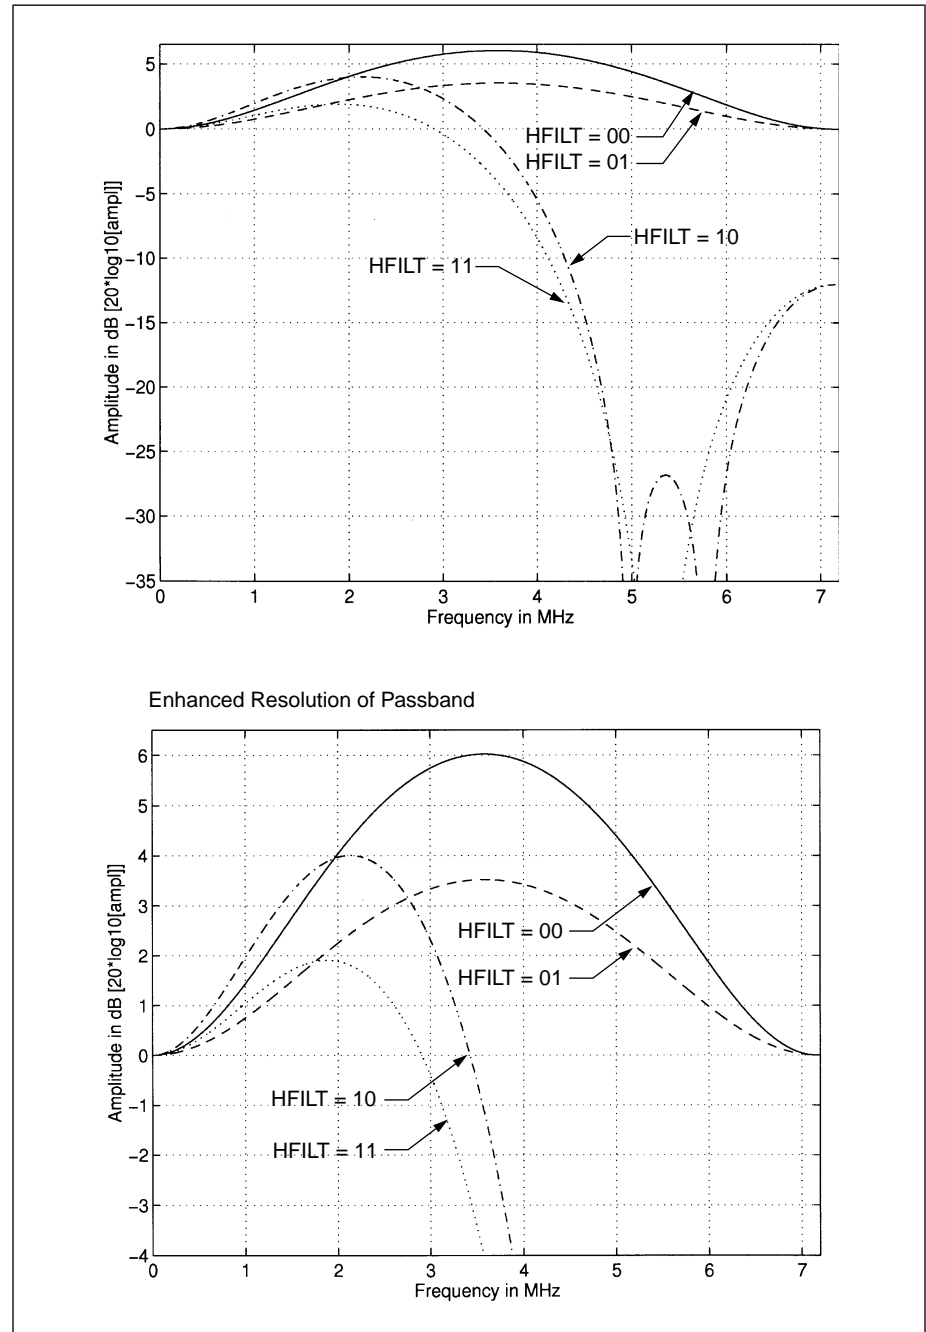 5
0
−5
−10
−15
−20
−25
−30
−35
Amplitude in dB [20*log10[ampl]]
HFILT = 00
HFILT = 01
HFILT = 10
HFILT = 11
0 1 2 3 4 5 6 7
Frequency in MHz
Enhanced Resolution of Passband
6
5
4
3
2
1
0
−1
−2
−3
−4
Amplitude in dB [20*log10[ampl]]
HFILT = 00
HFILT = 01
HFILT = 10
HFILT = 11
0 1 2 3 4 5 6 7
Frequency in MHz